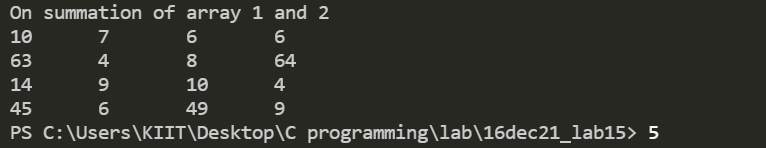 On summation of array 1 and 2
10 7 6 6
63 4 8 64
14 9 10 4
45 6 49 9
PS C:\Users\KIIT\Desktop\C programming\lab\16dec21_lab15> 5